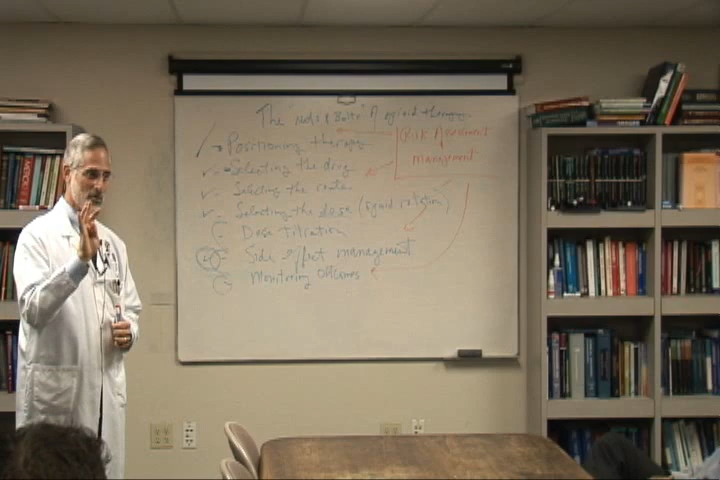 The "Nuts & Bolts" of opioid therapy
Positioning therapy
Selecting the drug
Selecting the route
Selecting the dose (opioid rotation)
Dose titration
Side effect management
Monitoring Outcomes
Risk Assessment
management